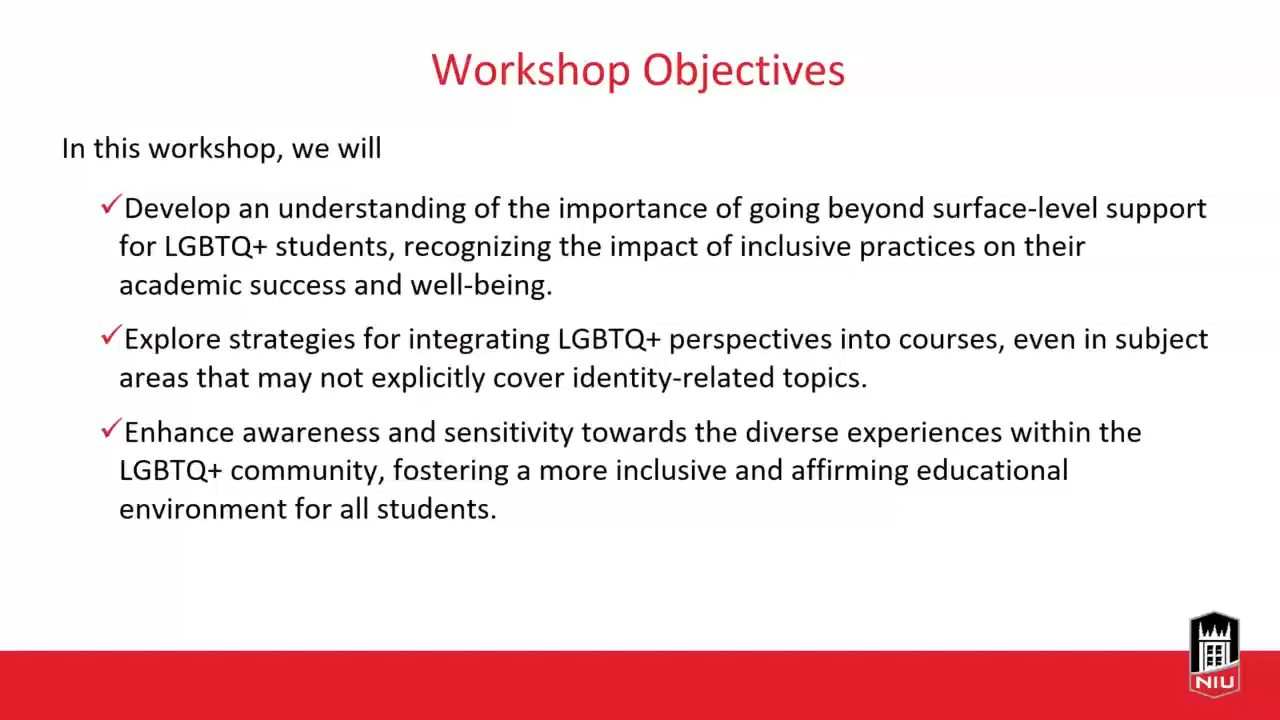 Workshop Objectives
In this workshop, we will
✓Develop an understanding of the importance of going beyond surface-level support
for LGBTQ+ students, recognizing the impact of inclusive practices on their
academic success and well-being.
✓Explore strategies for integrating LGBTQ+ perspectives into courses, even in subject
areas that may not explicitly cover identity-related topics.
✓Enhance awareness and sensitivity towards the diverse experiences within the
LGBTQ+ community, fostering a more inclusive and affirming educational
environment for all students.
NIU